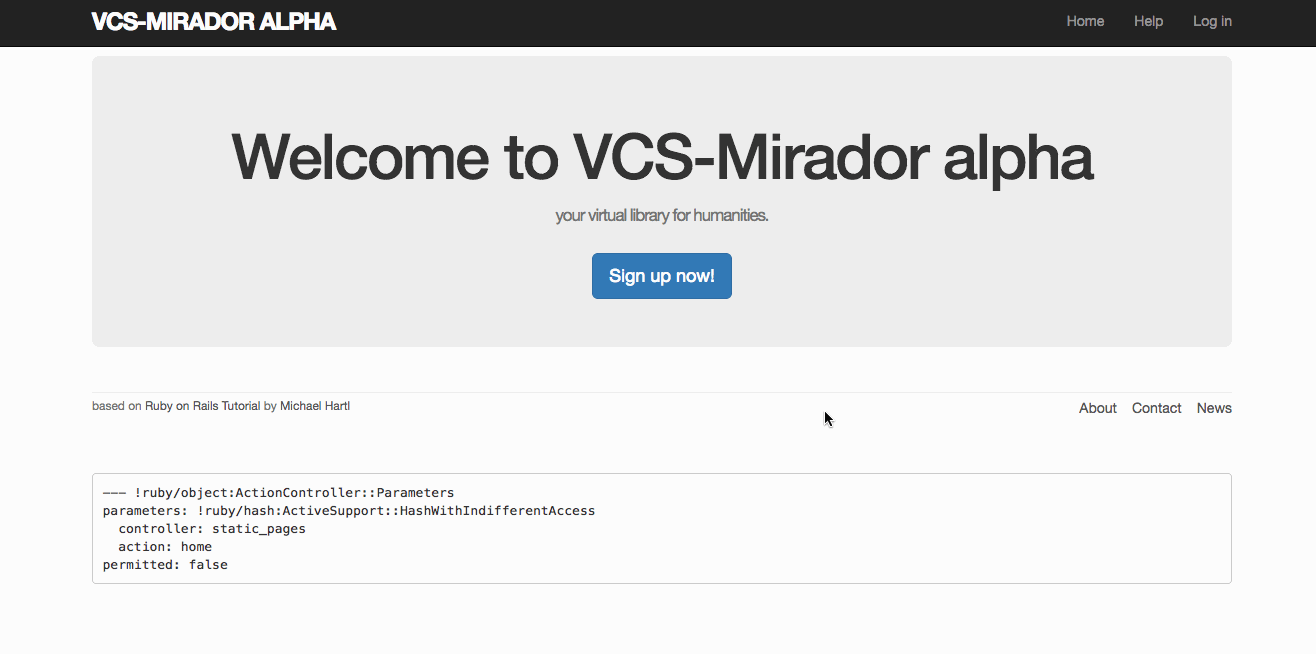 VCS-MIRADOR ALPHA
Home Help Log in
Welcome to VCS-Mirador alpha
your virtual library for humanities.
Sign up now!
based on Ruby on Rails Tutorial by Michael Hartl
About Contact News
--- !ruby/object:ActionController::Parameters
parameters: !ruby/hash:ActiveSupport::HashWithIndifferentAccess
  controller: static_pages
  action: home
permitted: false